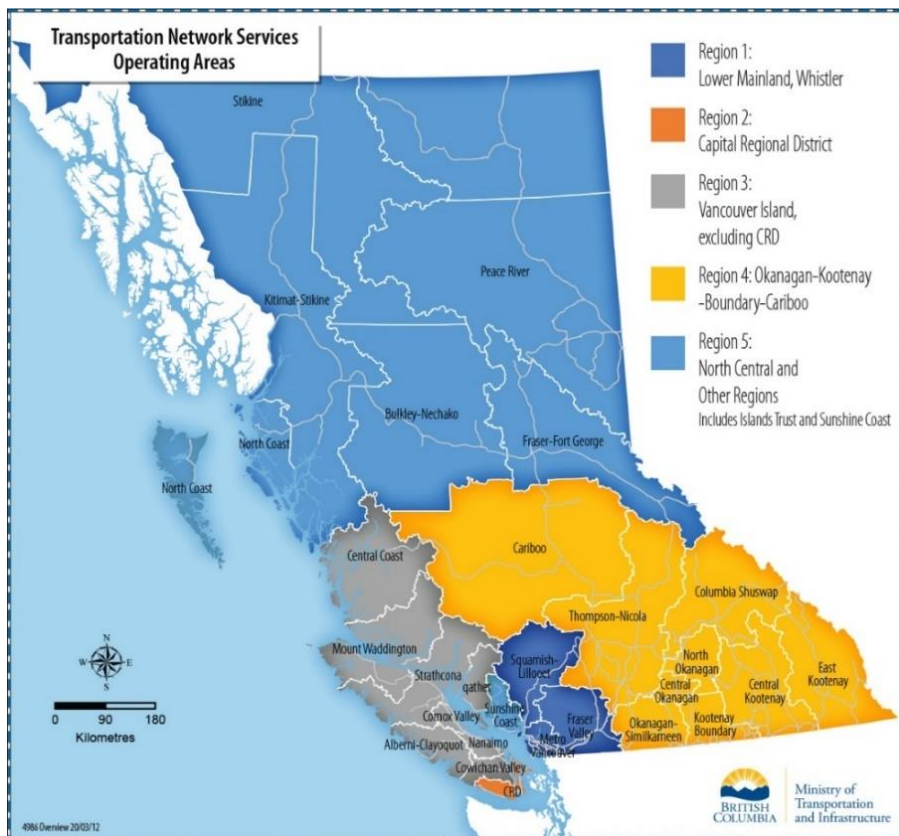 Transportation Network Services
Operating Areas
Region 1:
Lower Mainland, Whistler
Region 2:
Capital Regional District
Region 3:
Vancouver Island,
excluding CRD
Region 4: Okanagan-Kootenay
-Boundary-Cariboo
Region 5:
North Central and
Other Regions
Includes Islands Trust and Sunshine Coast
Stikine
Peace River
Kitimat-Stikine
Bulkley-Nechako
North Coast
Fraser-Fort George
North Coast
Central Coast
Cariboo
Columbia Shuswap
Thompson-Nicola
Mount Waddington
Squamish-
Lillooet
North
Okanagan
East
Kootenay
Strathcona
qathet
Central
Okanagan
Central
Kootenay
Sunshine
Coast
Comox Valley
Fraser
Valley
Okanagan-
Similkameen
Kootenay
Boundary
Metro
Vancouver
Alberni-Clayoquot
Nanaimo
Cowichan Valley
CRD
N
W
E
S
0 90 180
Kilometres
BRITISH
COLUMBIA
Ministry of
Transportation
and Infrastructure
4986 Overview 20/03/12